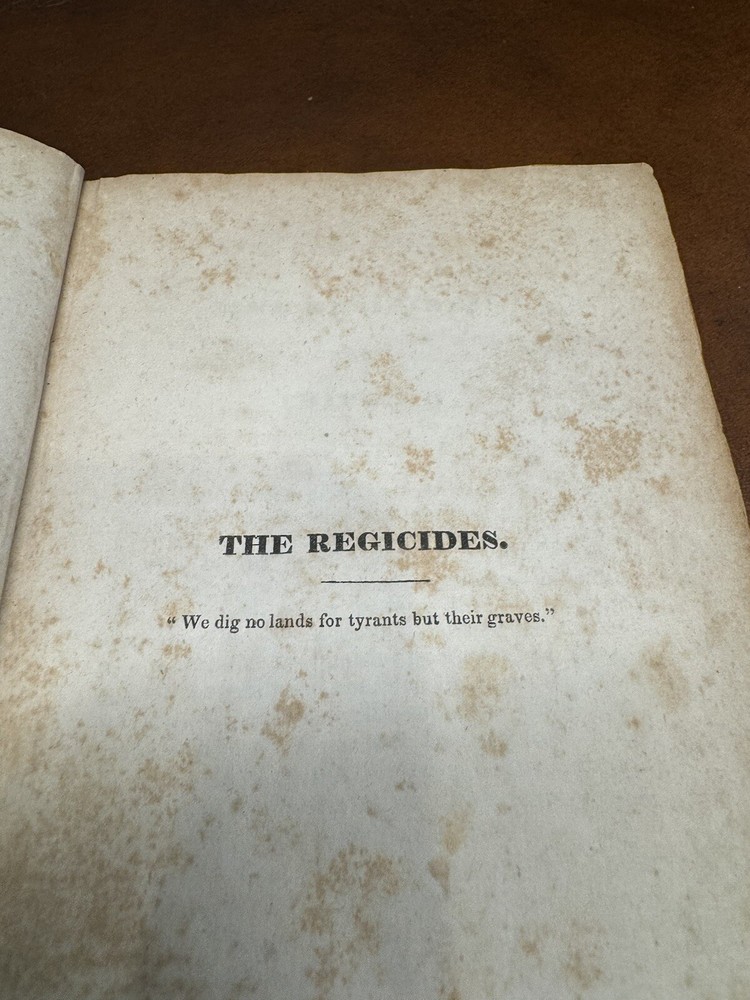 THE REGICIDES.
“ We dig no lands for tyrants but their graves.”